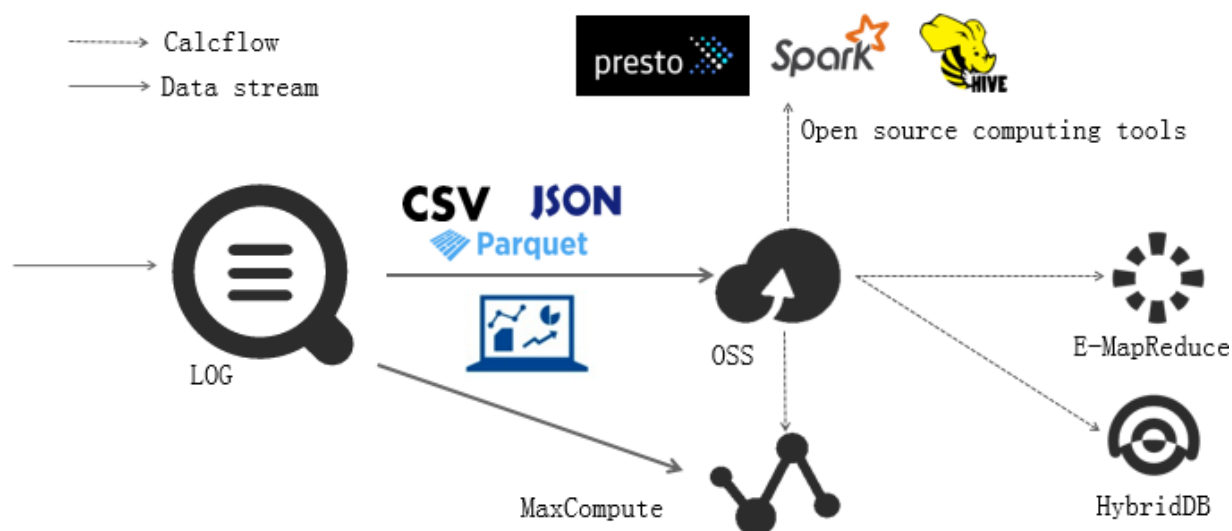 Calcflow
Data stream
presto
Spark
HIVE
Open source computing tools
CSV
JSON
Parquet
LOG
OSS
E-MapReduce
MaxCompute
HybridDB